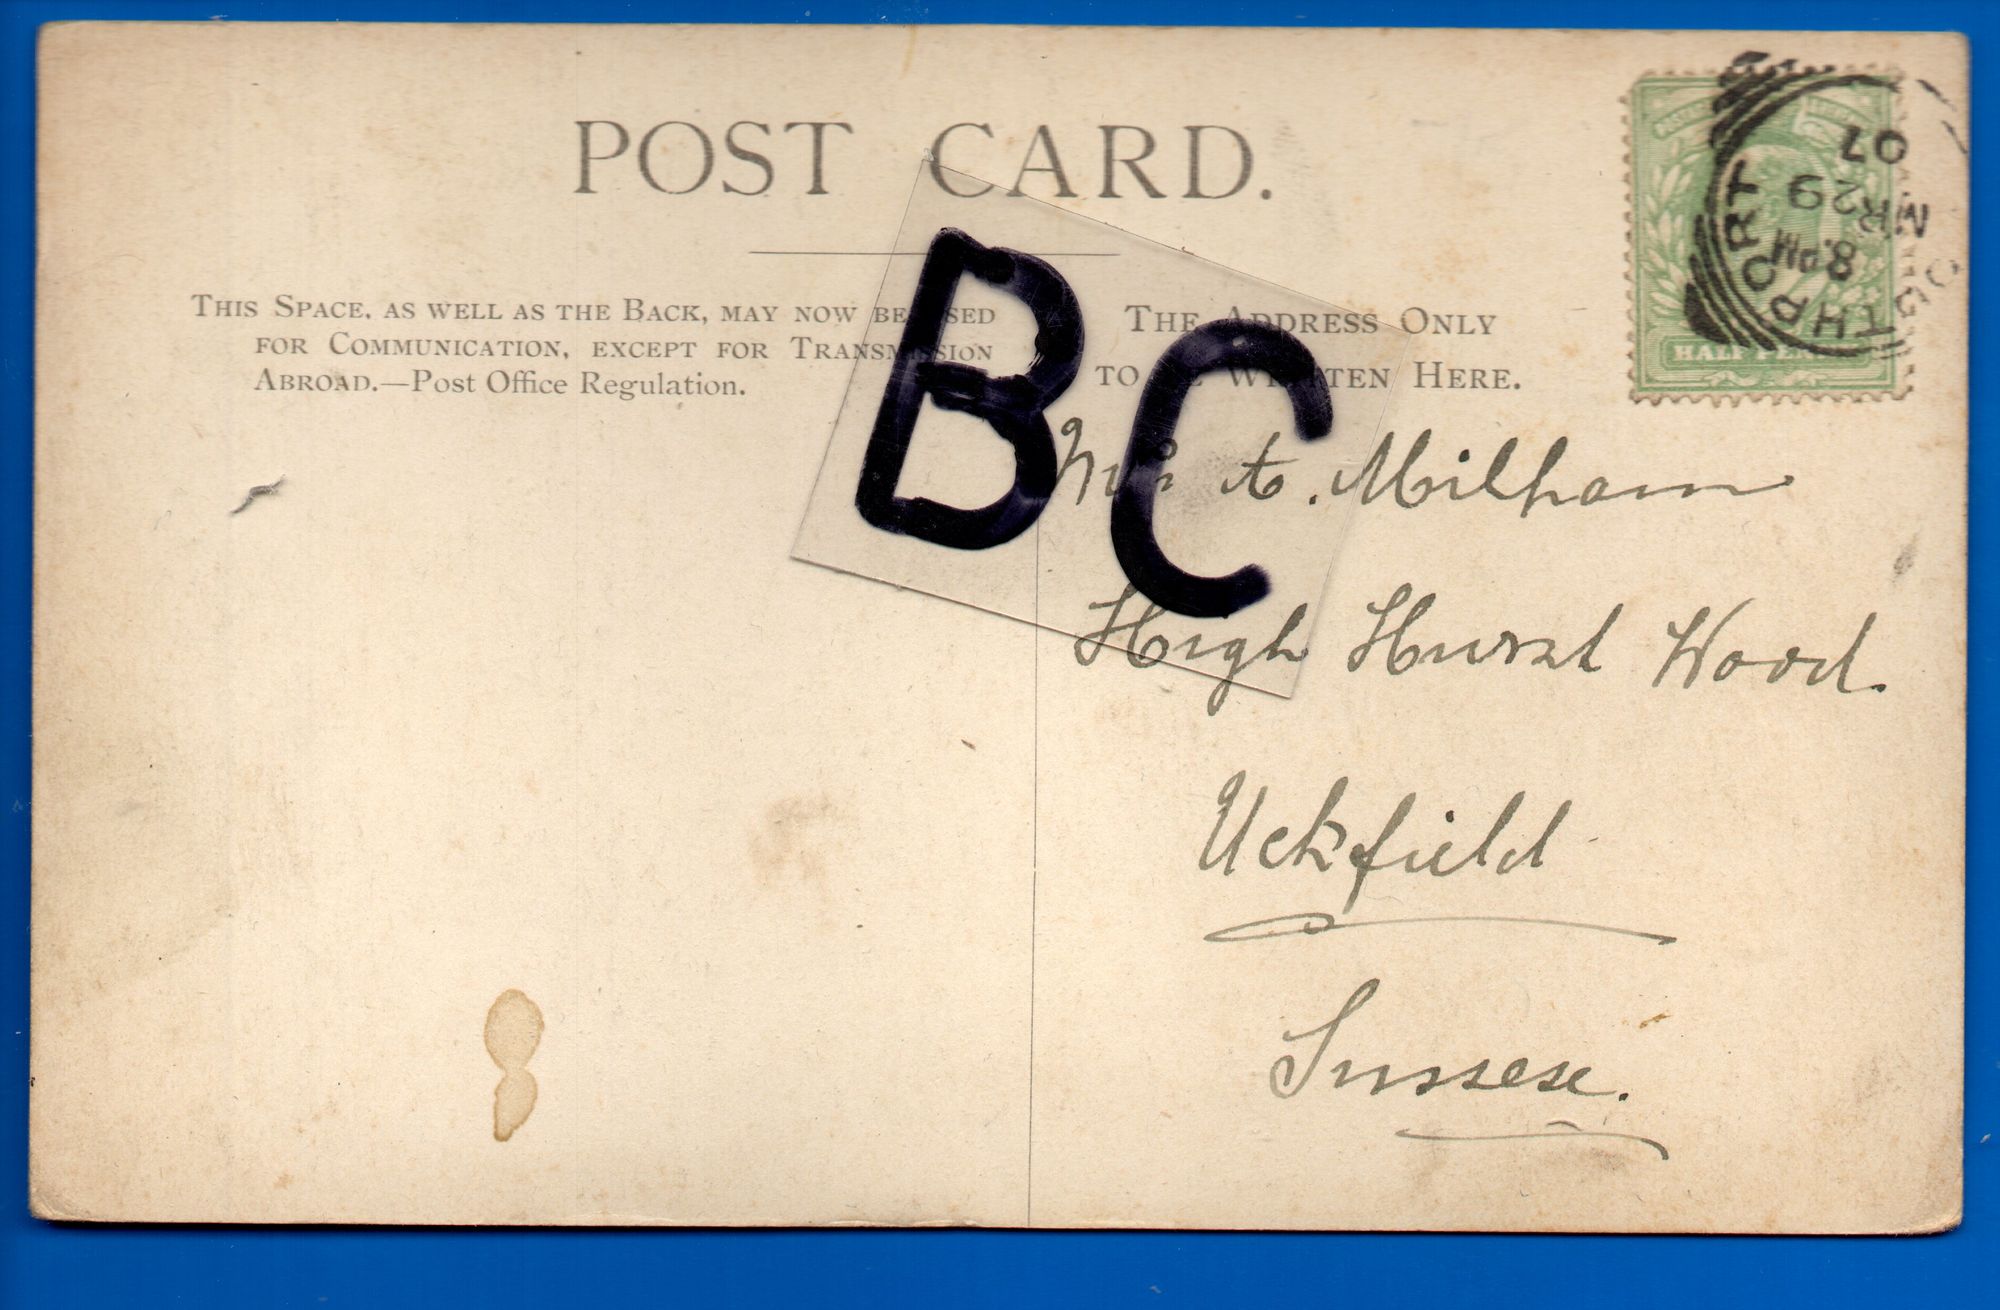 POST CARD.
THIS SPACE. AS WELL AS THE BACK, MAY NOW BE USED
FOR COMMUNICATION, EXCEPT FOR TRANSMISSION
ABROAD.—Post Office Regulation.
THE ADDRESS ONLY
TO BE WRITTEN HERE.
BC
HALF PENNY
THPORT
8.PM
MR 29
07
A. Milham
High Hurst Wood.
Uckfield
Sussex.